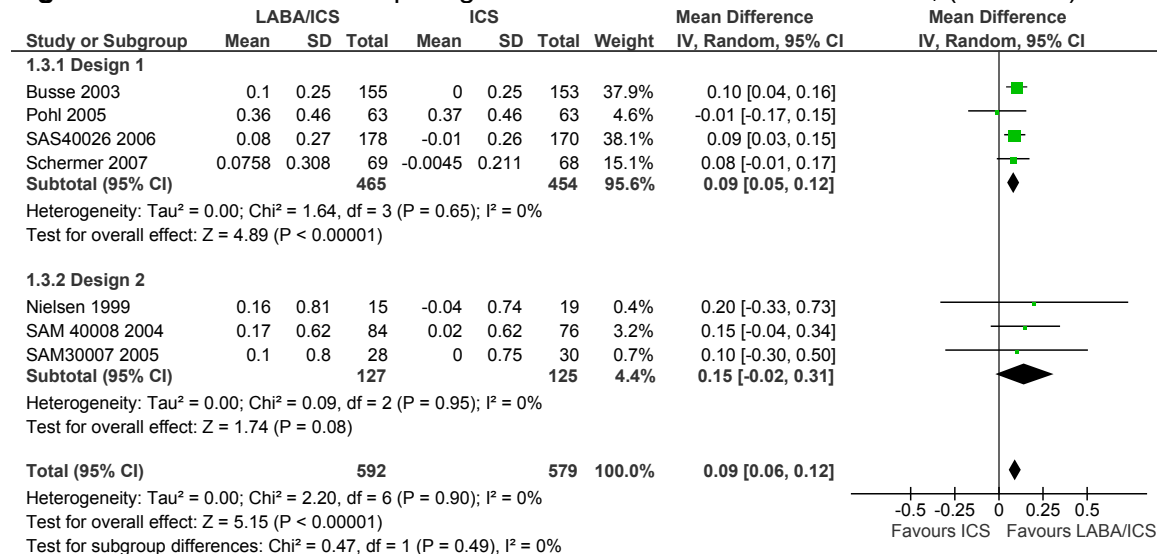 LABA/ICS ICS Mean Difference Mean Difference
Study or Subgroup Mean SD Total Mean SD Total Weight IV, Random, 95% CI IV, Random, 95% CI
1.3.1 Design 1
Busse 2003 0.1 0.25 155 0 0.25 153 37.9% 0.10 [0.04, 0.16]
Pohl 2005 0.36 0.46 63 0.37 0.46 63 4.6% -0.01 [-0.17, 0.15]
SAS40026 2006 0.08 0.27 178 -0.01 0.26 170 38.1% 0.09 [0.03, 0.15]
Schermer 2007 0.0758 0.308 69 -0.0045 0.211 68 15.1% 0.08 [-0.01, 0.17]
Subtotal (95% CI) 465 454 95.6% 0.09 [0.05, 0.12]
Heterogeneity: Tau² = 0.00; Chi² = 1.64, df = 3 (P = 0.65); I² = 0%
Test for overall effect: Z = 4.89 (P < 0.00001)
1.3.2 Design 2
Nielsen 1999 0.16 0.81 15 -0.04 0.74 19 0.4% 0.20 [-0.33, 0.73]
SAM 40008 2004 0.17 0.62 84 0.02 0.62 76 3.2% 0.15 [-0.04, 0.34]
SAM30007 2005 0.1 0.8 28 0 0.75 30 0.7% 0.10 [-0.30, 0.50]
Subtotal (95% CI) 127 125 4.4% 0.15 [-0.02, 0.31]
Heterogeneity: Tau² = 0.00; Chi² = 0.09, df = 2 (P = 0.95); I² = 0%
Test for overall effect: Z = 1.74 (P = 0.08)
Total (95% CI) 592 579 100.0% 0.09 [0.06, 0.12]
Heterogeneity: Tau² = 0.00; Chi² = 2.20, df = 6 (P = 0.90); I² = 0%
Test for overall effect: Z = 5.15 (P < 0.00001)
Test for subgroup differences: Chi² = 0.47, df = 1 (P = 0.49), I² = 0%
-0.5 -0.25 0 0.25 0.5
Favours ICS Favours LABA/ICS